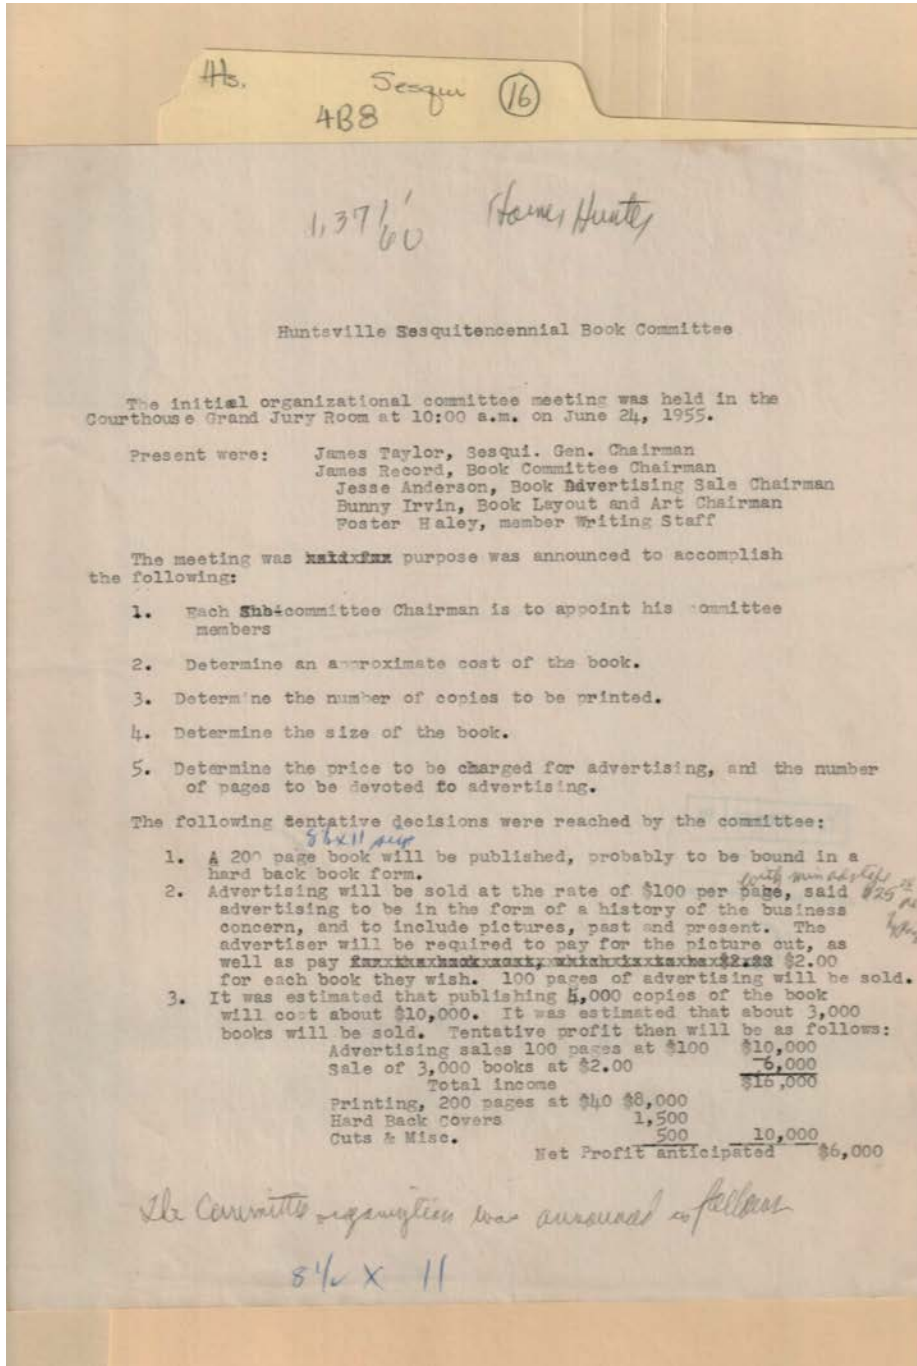 Hs. Sesqui 16
4B8
Huntsville Sesquitencennial Book Committee
The initial organizational committee meeting was held in the
Courthouse Grand Jury Room at 10:00 a.m. on June 24, 1955.
Present were: James Taylor, Sesqui. Gen. Chairman
James Record, Book Committee Chairman
Jesse Anderson, Book Advertising Sale Chairman
Bunny Irvin, Book Layout and Art Chairman
Foster Haley, member Writing Staff
The meeting was purpose was announced to accomplish
the following:
1. Each Sub-committee Chairman is to appoint his committee
members
2. Determine an approximate cost of the book.
3. Determine the number of copies to be printed.
4. Determine the size of the book.
5. Determine the price to be charged for advertising, and the number
of pages to be devoted to advertising.
The following tentative decisions were reached by the committee:
1. A 200 page book will be published, probably to be bound in a
hard back book form.
2. Advertising will be sold at the rate of $100 per page, said $25
advertising to be in the form of a history of the business
concern, and to include pictures, past and present. The
advertiser will be required to pay for the picture cut, as
well as pay $2.00
for each book they wish. 100 pages of advertising will be sold.
3. It was estimated that publishing 5,000 copies of the book
will cost about $10,000. It was estimated that about 3,000
books will be sold. Tentative profit then will be as follows:
Advertising sales 100 pages at $100 $10,000
Sale of 3,000 books at $2.00 6,000
Total income $16,000
Printing, 200 pages at $40 $8,000
Hard Back Covers 1,500
Cuts & Misc. 500 10,000
Net Profit anticipated $6,000
The Committee organization was announced as follows
8½ X 11